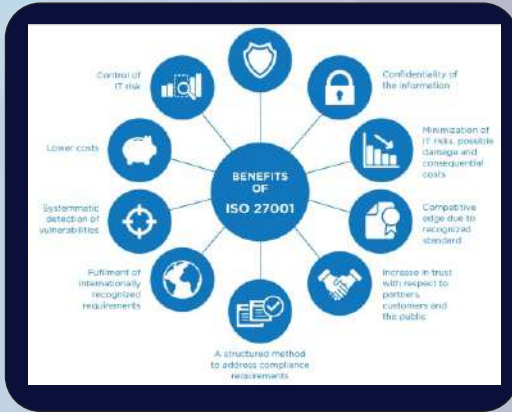 Control of
IT risk
Confidentiality of
the information
Lower costs
Minimization of
IT risks, possible
damage and
consequential
costs
BENEFITS
OF
ISO 27001
Systemmatic
detection of
vulnerabilities
Compatitive
edge due to
recognized
standard
Fulfilment of
internationally
recognized
requirements
Increase in trust
with respect to
partners,
customers and
the public
A structured method
to address compliance
requirements